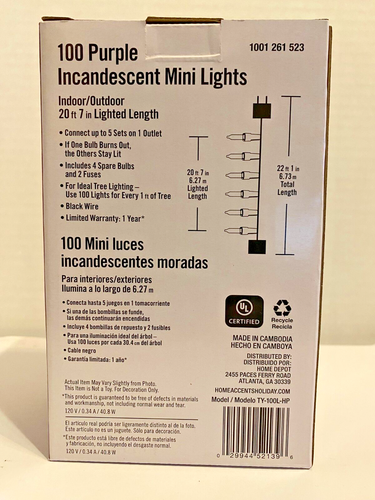 100 Purple
Incandescent Mini Lights
1001 261 523
Indoor/Outdoor
20 ft 7 in Lighted Length
• Connect up to 5 Sets on 1 Outlet
• If One Bulb Burns Out,
the Others Stay Lit
• Includes 4 Spare Bulbs
and 2 Fuses
• For Ideal Tree Lighting –
Use 100 Lights for Every 1 ft of Tree
• Black Wire
• Limited Warranty: 1 Year*
20 ft 7
6.27 m
Lighted
Length
22 ft 1 in
6.73 m
Total
Length
100 Mini luces
incandescentes moradas
Para interiores/exteriores
Ilumina a lo largo de 6.27 m
• Conecta hasta 5 juegos en 1 tomacorriente
• Si una de las bombillas se funde,
las demás continuarán encendidas
• Incluye 4 bombillas de repuesto y 2 fusibles
• Para una iluminación ideal del árbol –
Usa 100 luces por cada 30.4 cm del árbol
• Cable negro
• Garantía limitada: 1 año*
UL
CERTIFIED
Recycle
Recicla
MADE IN CAMBODIA
HECHO EN CAMBOYA
DISTRIBUTED BY:
DISTRIBUIDO POR:
HOME DEPOT
2455 PACES FERRY ROAD
ATLANTA, GA 30339
HOMEACCENTSHOLIDAY.COM
Model / Modelo TY-100L-HP
Actual Item May Vary Slightly from Photo.
This Item is Not a Toy. For Decoration Only.
*This product is guaranteed to be free of defects in materials
and workmanship, not including normal wear and tear.
120 V / 0.34 A / 40.8 W
El artículo real podría ser ligeramente distinto al de la foto.
Este artículo no es un juguete. Sólo para decoración.
*Este producto está libre de defectos de materiales
y fabricación, no incluyendo el desgaste normal.
120 V / 0.34 A / 40.8 W
0 29944 52139 6